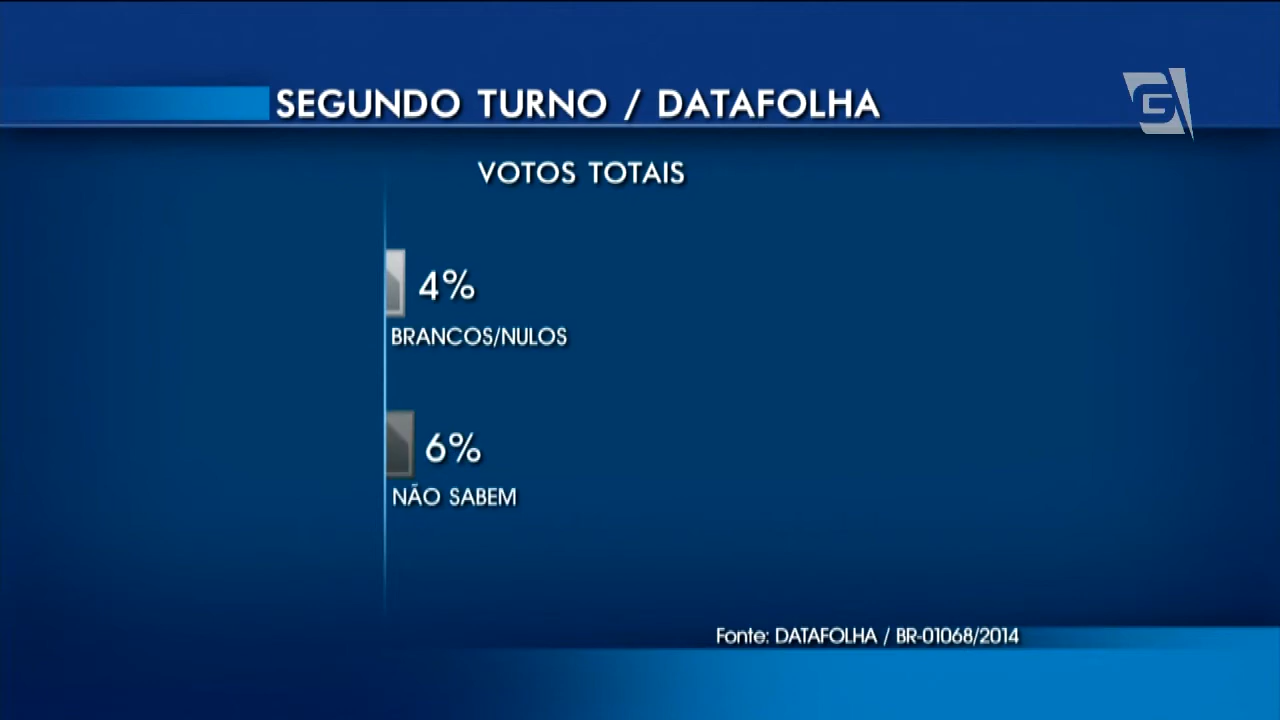 SEGUNDO TURNO / DATAFOLHA
VOTOS TOTAIS
4%
BRANCOS/NULOS
6%
NÃO SABEM
Fonte: DATAFOLHA / BR-01068/2014